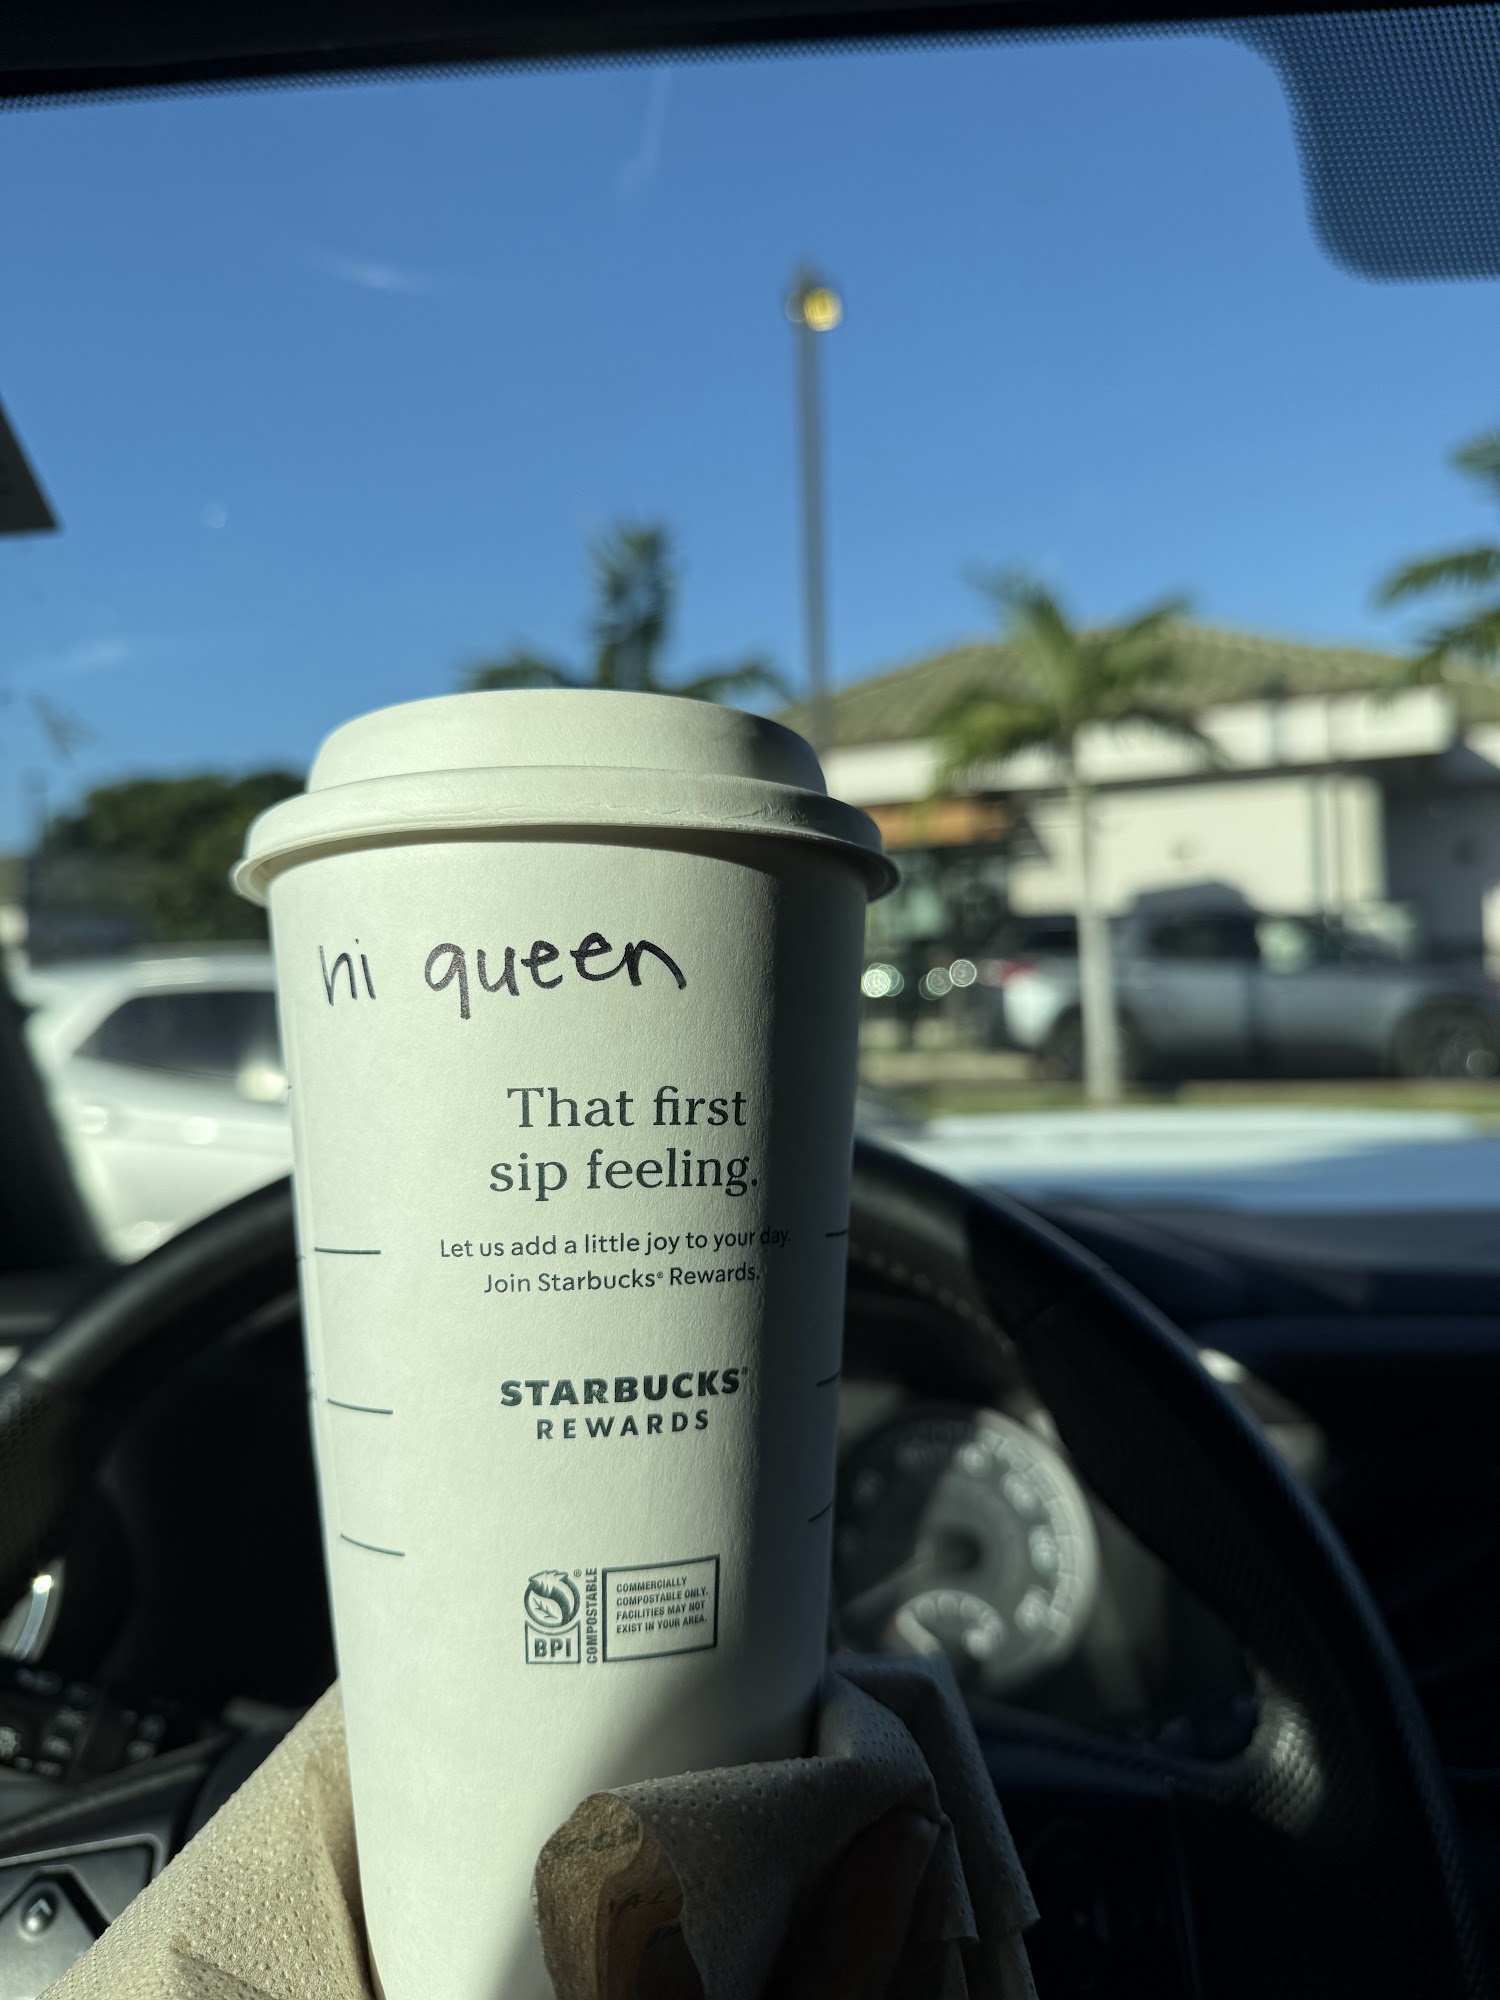 hi queen
That first
sip feeling.
Let us add a little joy to your day.
Join Starbucks® Rewards.
STARBUCKS®
REWARDS
BPI®
COMPOSTABLE
COMMERCIALLY
COMPOSTABLE ONLY.
FACILITIES MAY NOT
EXIST IN YOUR AREA.